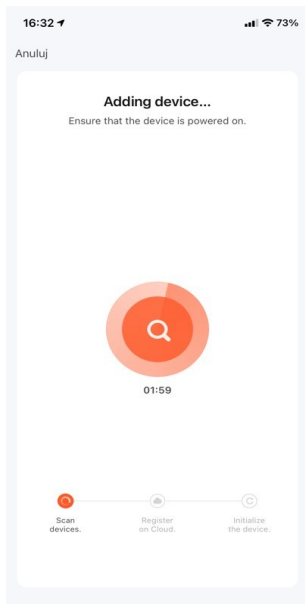 16:32 73%
Anuluj
Adding device...
Ensure that the device is powered on.
01:59
Scan Register Initialize
devices. on Cloud. the device.